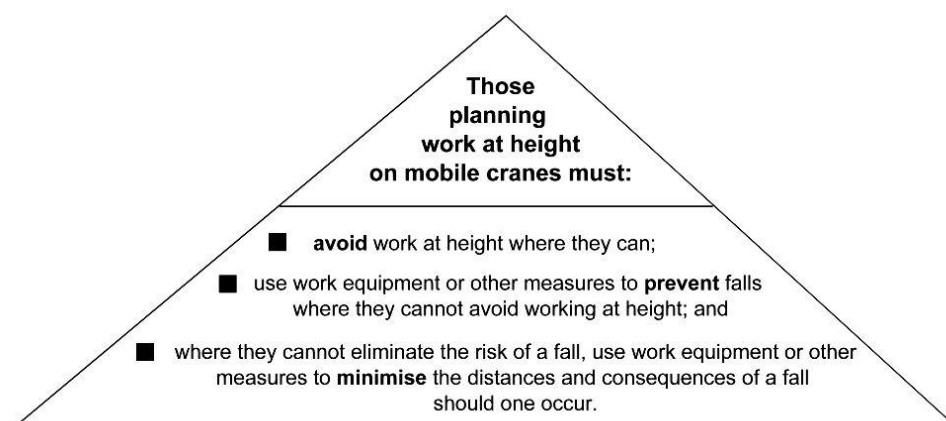 Those
planning
work at height
on mobile cranes must:
■ avoid work at height where they can;
■ use work equipment or other measures to prevent falls
where they cannot avoid working at height; and
■ where they cannot eliminate the risk of a fall, use work equipment or other
measures to minimise the distances and consequences of a fall
should one occur.